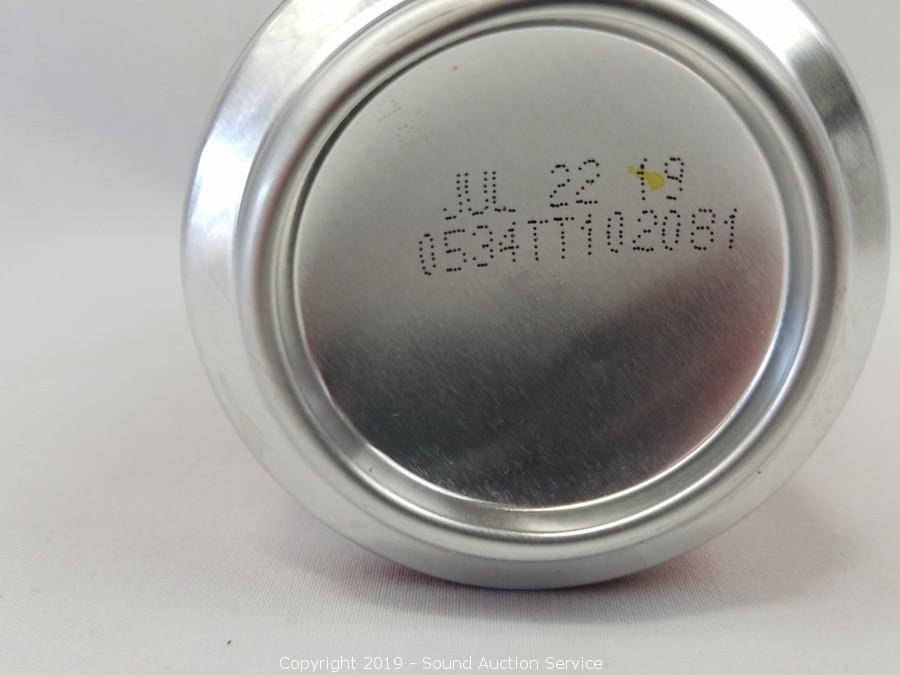 JUL 22 19
0534TT102081
Copyright 2019 - Sound Auction Service